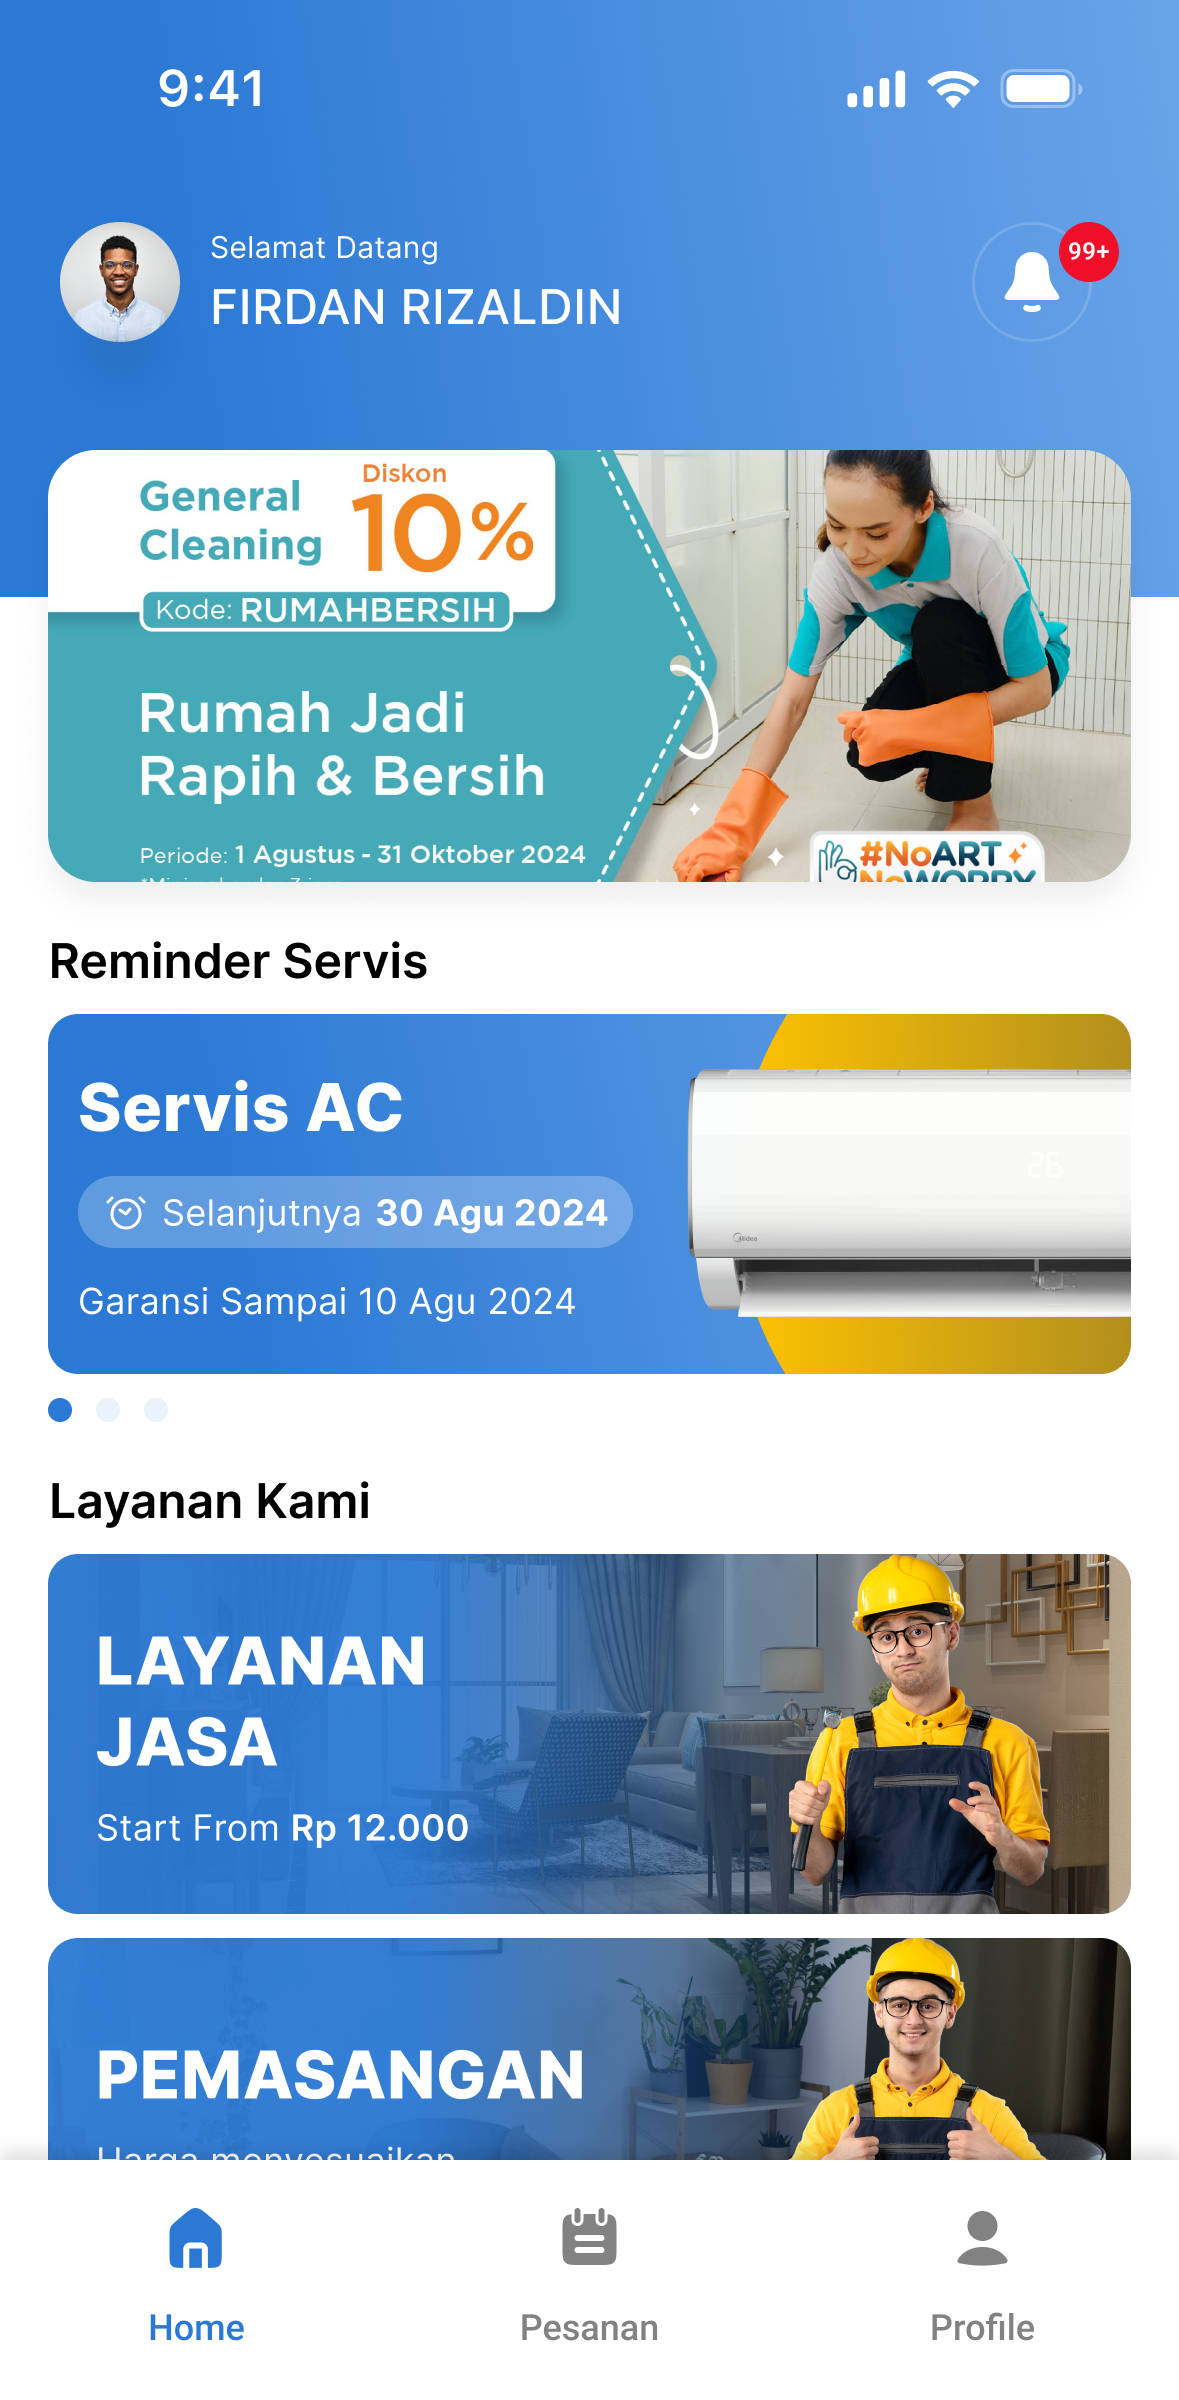 9:41
Selamat Datang
FIRDAN RIZALDIN
99+
General
Cleaning
Diskon
10%
Kode: RUMAHBERSIH
Rumah Jadi
Rapih & Bersih
Periode: 1 Agustus - 31 Oktober 2024
#NoART
NoWORRY
Reminder Servis
Servis AC
Selanjutnya 30 Agu 2024
Garansi Sampai 10 Agu 2024
26
Midea
Layanan Kami
LAYANAN
JASA
Start From Rp 12.000
PEMASANGAN
Harga menyesuaikan
Home
Pesanan
Profile